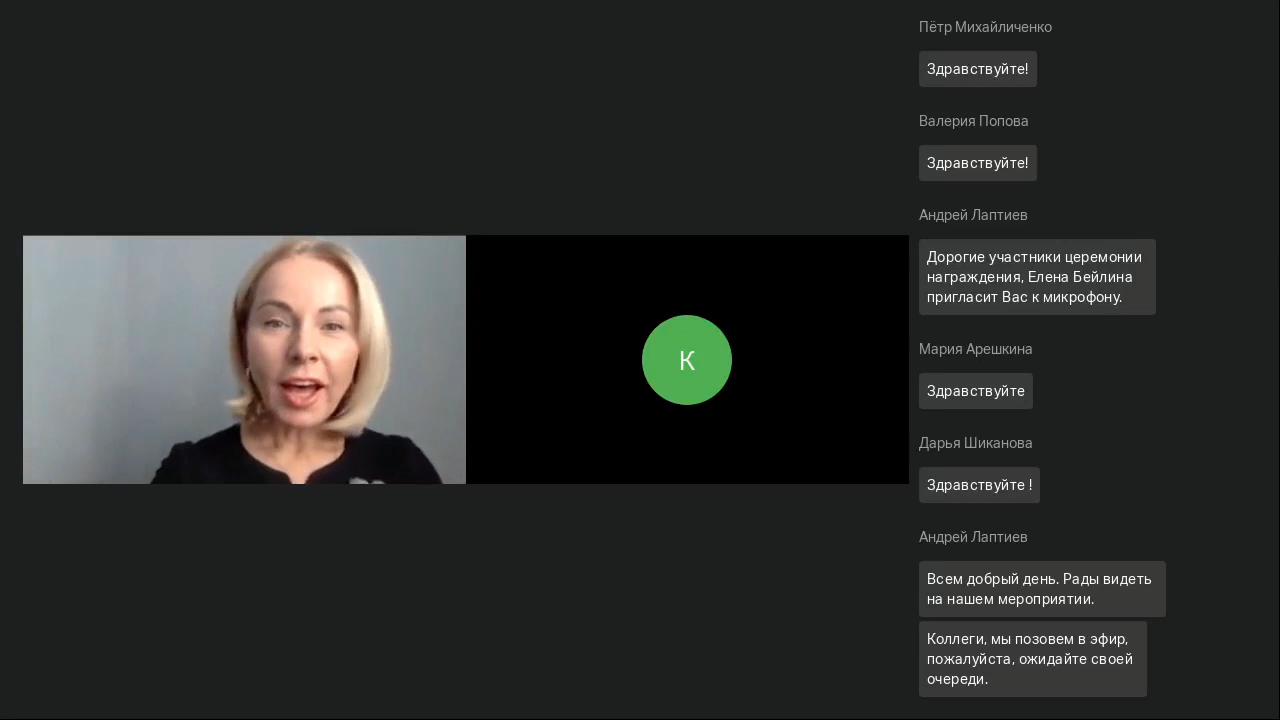 К
Пётр Михайличенко
Здравствуйте!
Валерия Попова
Здравствуйте!
Андрей Лаптиев
Дорогие участники церемонии
награждения, Елена Бейлина
пригласит Вас к микрофону.
Мария Арешкина
Здравствуйте
Дарья Шиканова
Здравствуйте !
Андрей Лаптиев
Всем добрый день. Рады видеть
на нашем мероприятии.
Коллеги, мы позовем в эфир,
пожалуйста, ожидайте своей
очереди.